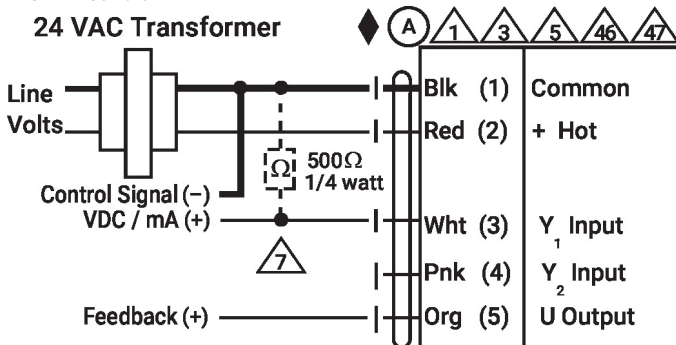 24 VAC Transformer
A 1 3 5 46 47
Line
Volts
Blk (1) Common
Red (2) + Hot
Ω 500Ω
1/4 watt
Control Signal (−)
VDC / mA (+)
Wht (3) Y1 Input
7
Pnk (4) Y2 Input
Feedback (+)
Org (5) U Output